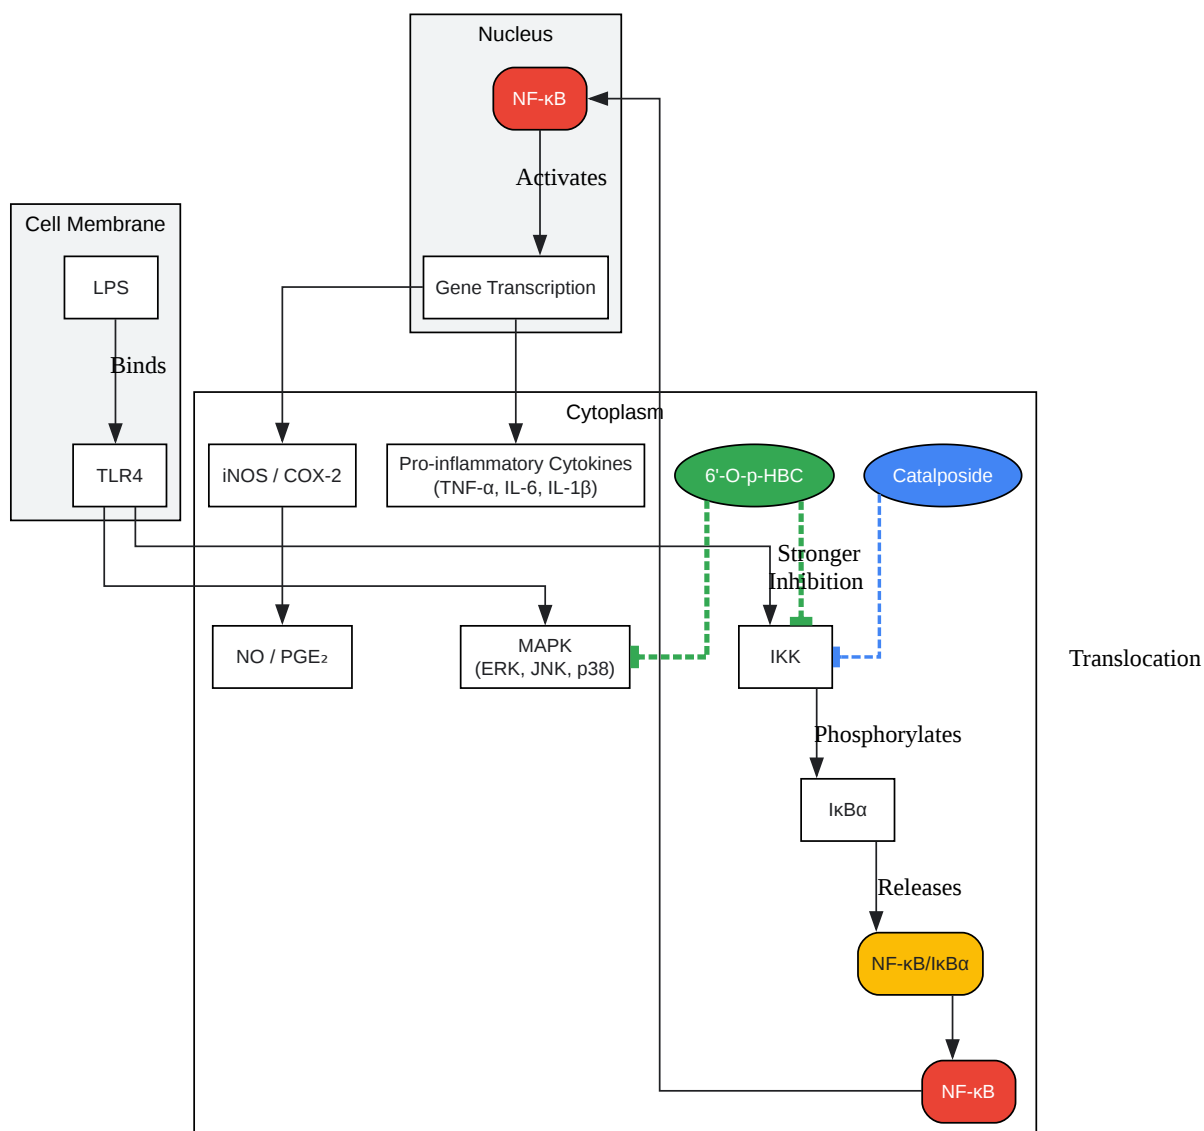 Nucleus
NF-κB
Activates
Cell Membrane
LPS
Gene Transcription
Binds
Cytoplasm
TLR4
iNOS / COX-2
Pro-inflammatory Cytokines
(TNF-α, IL-6, IL-1β)
6'-O-p-HBC
Catalposide
Stronger
Inhibition
NO / PGE₂
MAPK
(ERK, JNK, p38)
IKK
Translocation
Phosphorylates
IκBα
Releases
NF-κB/IκBα
NF-κB